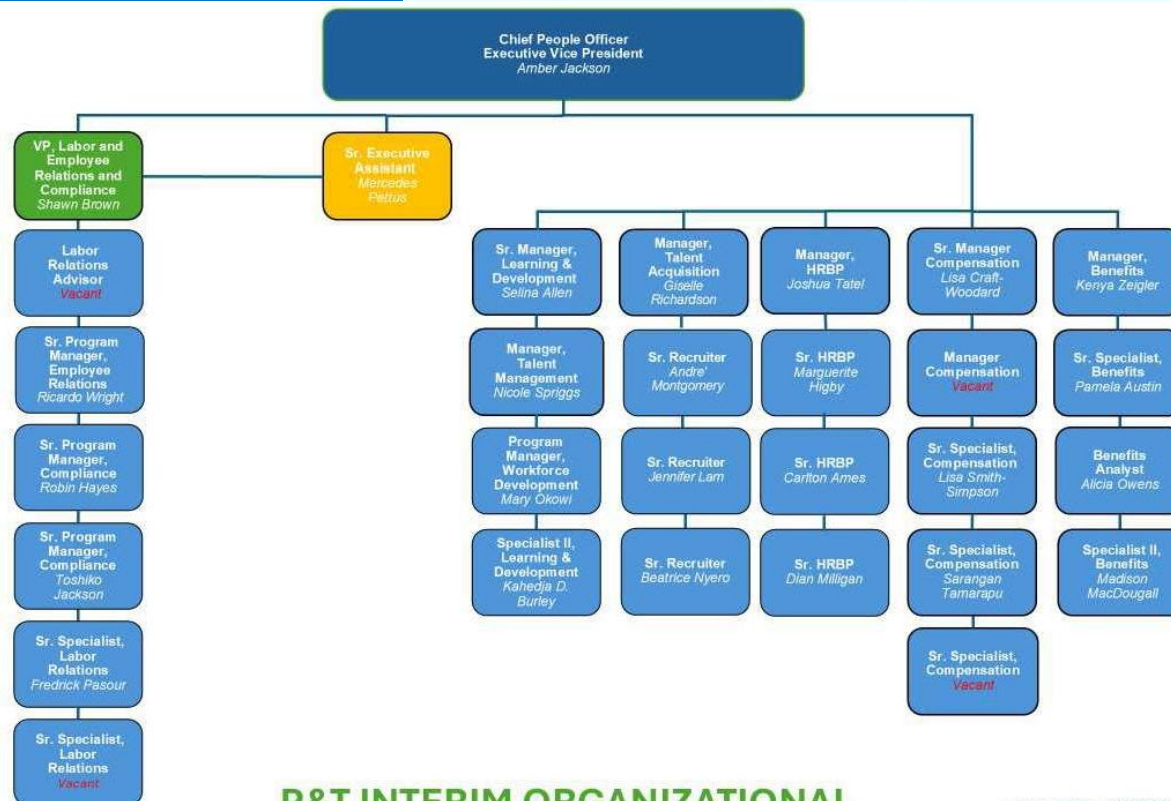 Chief People Officer
Executive Vice President
Amber Jackson
VP, Labor and
Employee
Relations and
Compliance
Shawn Brown
Sr. Executive
Assistant
Mercedes
Pettus
Labor
Relations
Advisor
Vacant
Sr. Program
Manager,
Employee
Relations
Ricardo Wright
Sr. Program
Manager,
Compliance
Robin Hayes
Sr. Program
Manager,
Compliance
Toshiko
Jackson
Sr. Specialist,
Labor
Relations
Fredrick Pasour
Sr. Specialist,
Labor
Relations
Vacant
Sr. Manager,
Learning &
Development
Selina Allen
Manager,
Talent
Management
Nicole Spriggs
Program
Manager,
Workforce
Development
Mary Okowi
Specialist II,
Learning &
Development
Kahedja D.
Burley
Manager,
Talent
Acquisition
Giselle
Richardson
Sr. Recruiter
Andre'
Montgomery
Sr. Recruiter
Jennifer Lam
Sr. Recruiter
Beatrice Nyero
Manager,
HRBP
Joshua Tatel
Sr. HRBP
Marguerite
Higby
Sr. HRBP
Carlton Ames
Sr. HRBP
Dian Milligan
Sr. Manager
Compensation
Lisa Craft-
Woodard
Manager
Compensation
Vacant
Sr. Specialist,
Compensation
Lisa Smith-
Simpson
Sr. Specialist,
Compensation
Sarangan
Tamarapu
Sr. Specialist,
Compensation
Vacant
Manager,
Benefits
Kenya Zeigler
Sr. Specialist,
Benefits
Pamela Austin
Benefits
Analyst
Alicia Owens
Specialist II,
Benefits
Madison
MacDougall
P&T INTERIM ORGANIZATIONAL